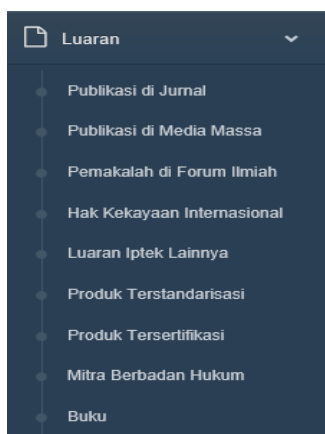 Luaran
Publikasi di Jurnal
Publikasi di Media Massa
Pemakalah di Forum Ilmiah
Hak Kekayaan Internasional
Luaran Iptek Lainnya
Produk Terstandarisasi
Produk Tersertifikasi
Mitra Berbadan Hukum
Buku